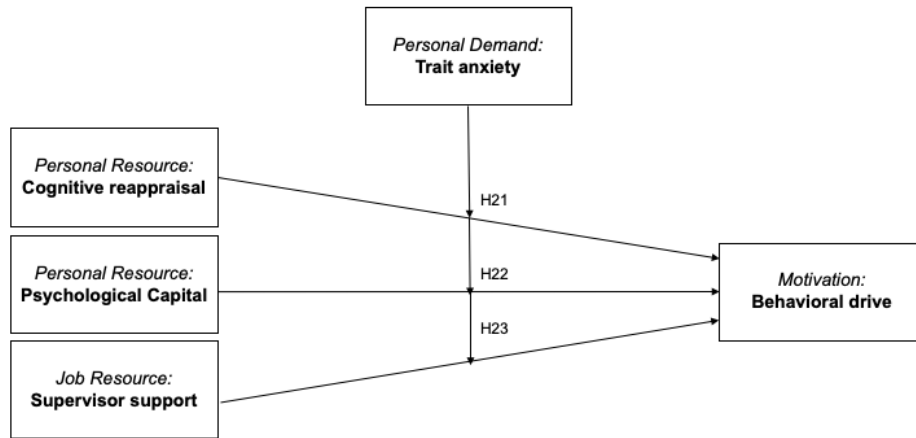 Personal Demand:
Trait anxiety
Personal Resource:
Cognitive reappraisal
H21
Personal Resource:
Psychological Capital
H22
Motivation:
Behavioral drive
H23
Job Resource:
Supervisor support